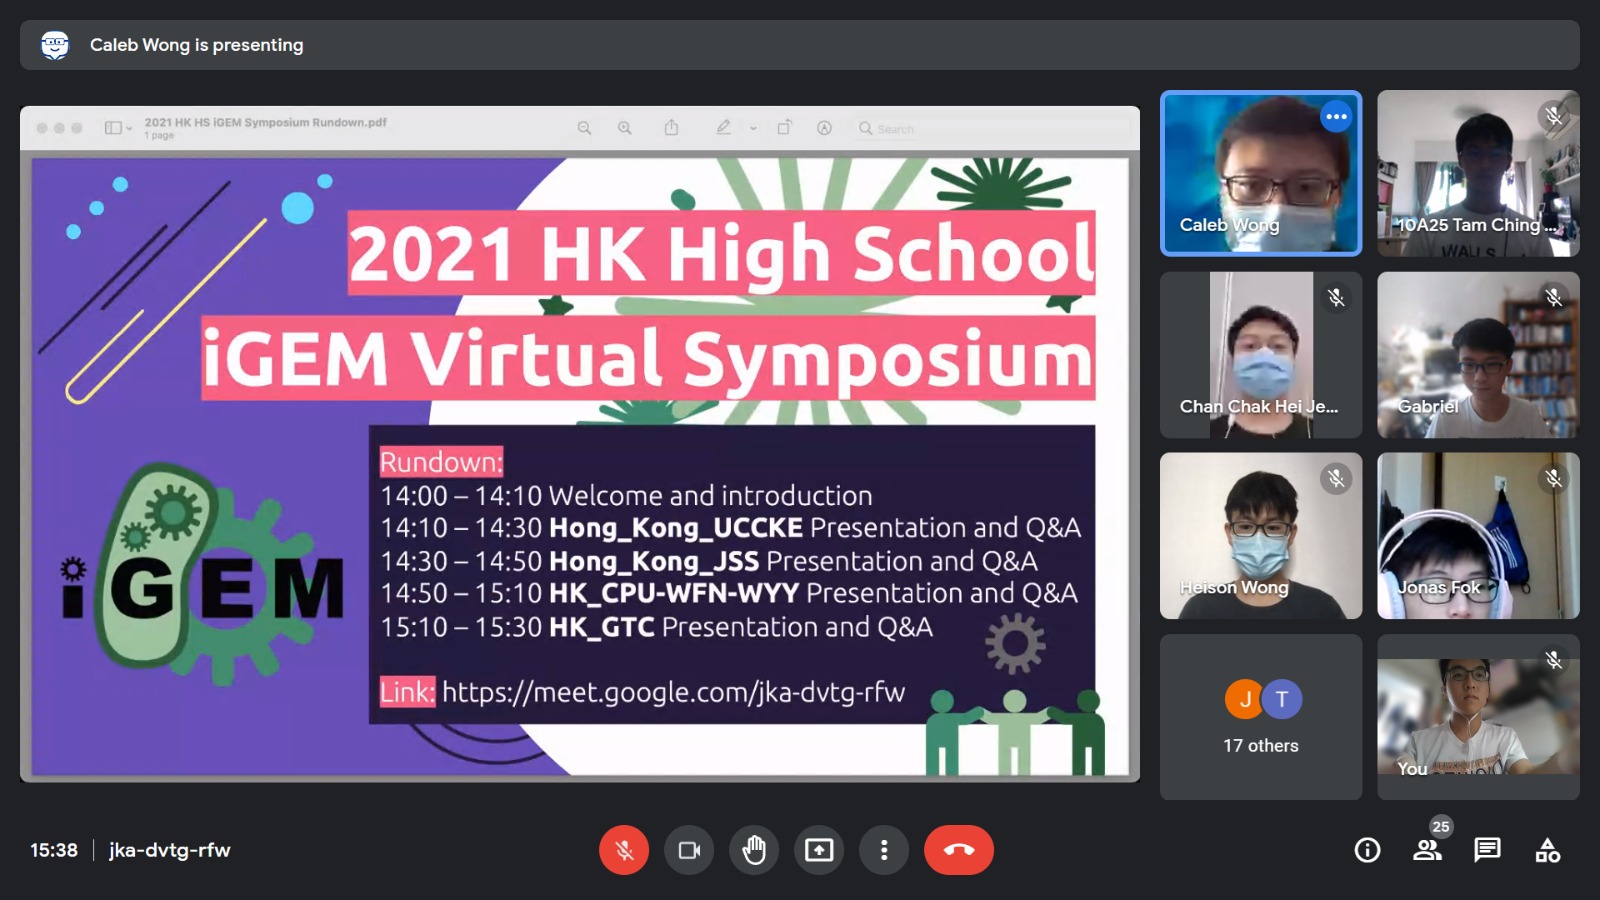 Caleb Wong is presenting
2021 HK HS iGEM Symposium Rundown.pdf
1 page
Search
2021 HK High School
iGEM Virtual Symposium
Rundown:
14:00 – 14:10 Welcome and introduction
14:10 – 14:30 Hong_Kong_UCCKE Presentation and Q&A
14:30 – 14:50 Hong_Kong_JSS Presentation and Q&A
14:50 – 15:10 HK_CPU-WFN-WYY Presentation and Q&A
15:10 – 15:30 HK_GTC Presentation and Q&A
Link: https://meet.google.com/jka-dvtg-rfw
iGEM
Caleb Wong
10A25 Tam Ching ...
Chan Chak Hei Je...
Gabriel
Heison Wong
Jonas Fok
J T
17 others
You
15:38 jka-dvtg-rfw
25